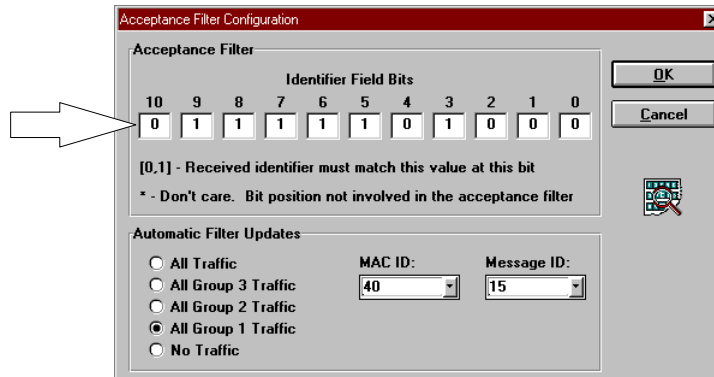 Acceptance Filter Configuration
Acceptance Filter
Identifier Field Bits
10 9 8 7 6 5 4 3 2 1 0
0 1 1 1 1 1 0 1 0 0 0
[0,1] - Received identifier must match this value at this bit
* - Don't care. Bit position not involved in the acceptance filter
OK
Cancel
Automatic Filter Updates
All Traffic
All Group 3 Traffic
All Group 2 Traffic
All Group 1 Traffic
No Traffic
MAC ID:
40
Message ID:
15